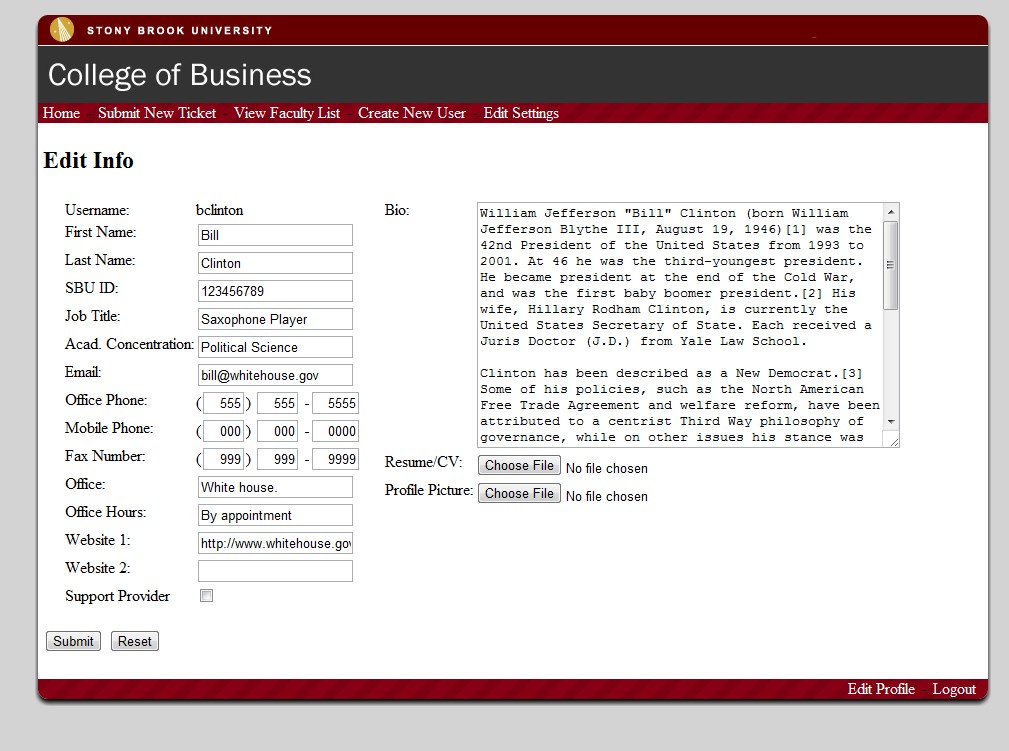 STONY BROOK UNIVERSITY
College of Business
Home - Submit New Ticket - View Faculty List - Create New User - Edit Settings
Edit Info
Username: bclinton
First Name: Bill
Last Name: Clinton
SBU ID: 123456789
Job Title: Saxophone Player
Acad. Concentration: Political Science
Email: bill@whitehouse.gov
Office Phone: ( 555 ) 555 - 5555
Mobile Phone: ( 000 ) 000 - 0000
Fax Number: ( 999 ) 999 - 9999
Office: White house.
Office Hours: By appointment
Website 1: http://www.whitehouse.gov
Website 2:
Support Provider
Bio:
William Jefferson "Bill" Clinton (born William
Jefferson Blythe III, August 19, 1946)[1] was the
42nd President of the United States from 1993 to
2001. At 46 he was the third-youngest president.
He became president at the end of the Cold War,
and was the first baby boomer president.[2] His
wife, Hillary Rodham Clinton, is currently the
United States Secretary of State. Each received a
Juris Doctor (J.D.) from Yale Law School.
Clinton has been described as a New Democrat.[3]
Some of his policies, such as the North American
Free Trade Agreement and welfare reform, have been
attributed to a centrist Third Way philosophy of
governance, while on other issues his stance was
Resume/CV: Choose File No file chosen
Profile Picture: Choose File No file chosen
Submit Reset
Edit Profile - Logout